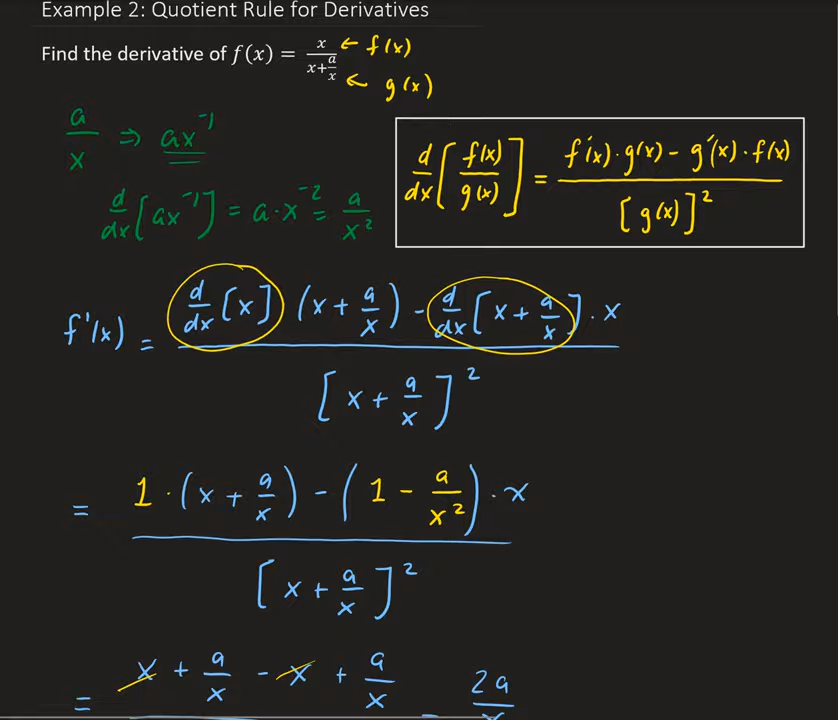 Example 2: Quotient Rule for Derivatives
Find the derivative of f(x) = x / (x + a/x) ← f(x) ← g(x)
a/x ⇒ ax⁻¹
d/dx [ax⁻¹] = a · x⁻² = a/x²
d/dx [f(x)/g(x)] = (f'(x) · g(x) - g'(x) · f(x)) / [g(x)]²
f'(x) = (d/dx [x] (x + a/x) - d/dx [x + a/x] · x) / [x + a/x]²
= (1 · (x + a/x) - (1 - a/x²) · x) / [x + a/x]²
= x + a/x - x + a/x = 2a/x